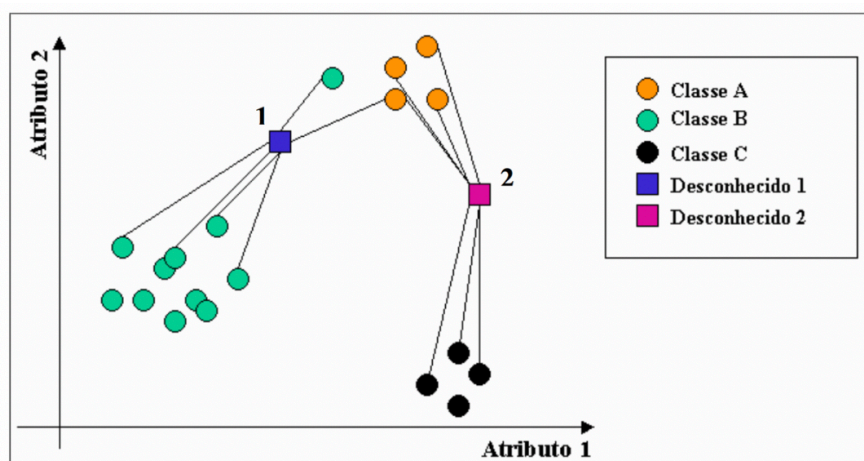 Atributo 2
1
2
Atributo 1
Classe A
Classe B
Classe C
Desconhecido 1
Desconhecido 2